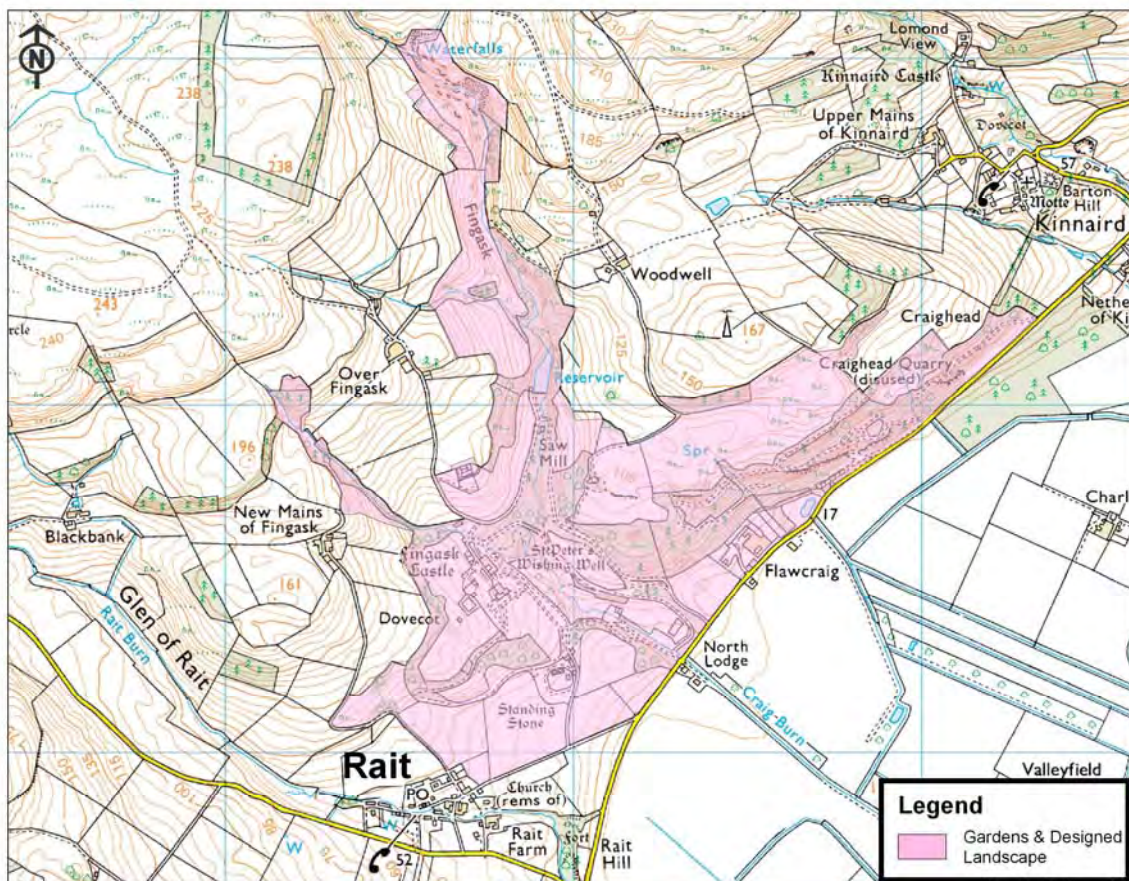 N
Waterfalls
Lomond
View
Kinnaird Castle
W
Upper Mains
of Kinnaird
Dovecot
57
Barton
Hill
Motte
Kinnaird
210
185
150
238
238
225
243
240
Fingask
Woodwell
167
125
150
Craighead
Craighead Quarry
(disused)
Over
Fingask
Reservoir
Saw
Mill
Spr
196
New Mains
of Fingask
Blackbank
161
Fingask
Castle
St Peter's
Wishing Well
17
Flawcraig
Dovecot
Glen of Rait
Rait Burn
North
Lodge
Craig Burn
Standing
Stone
Rait
PO
Church
(rems of)
Rait
Farm
Fort
Rait
Hill
W
W
52
150
135
115
100
Valleyfield
Legend
Gardens & Designed
Landscape